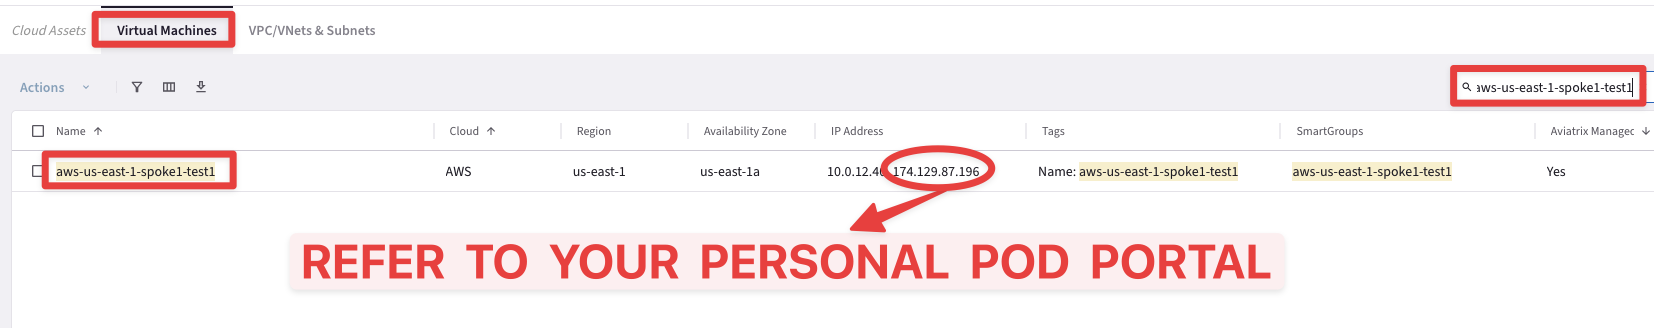 Cloud Assets Virtual Machines VPC/VNets & Subnets
Actions aws-us-east-1-spoke1-test1
Name Cloud Region Availability Zone IP Address Tags SmartGroups Aviatrix Managed
aws-us-east-1-spoke1-test1 AWS us-east-1 us-east-1a 10.0.12.40, 174.129.87.196 Name: aws-us-east-1-spoke1-test1 aws-us-east-1-spoke1-test1 Yes
REFER TO YOUR PERSONAL POD PORTAL